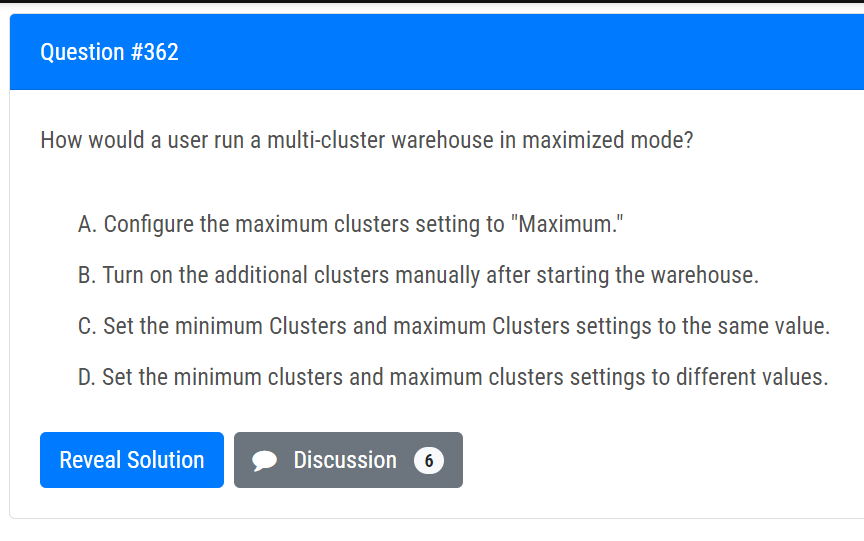 Question #362
How would a user run a multi-cluster warehouse in maximized mode?
A. Configure the maximum clusters setting to "Maximum."
B. Turn on the additional clusters manually after starting the warehouse.
C. Set the minimum Clusters and maximum Clusters settings to the same value.
D. Set the minimum clusters and maximum clusters settings to different values.
Reveal Solution Discussion 6